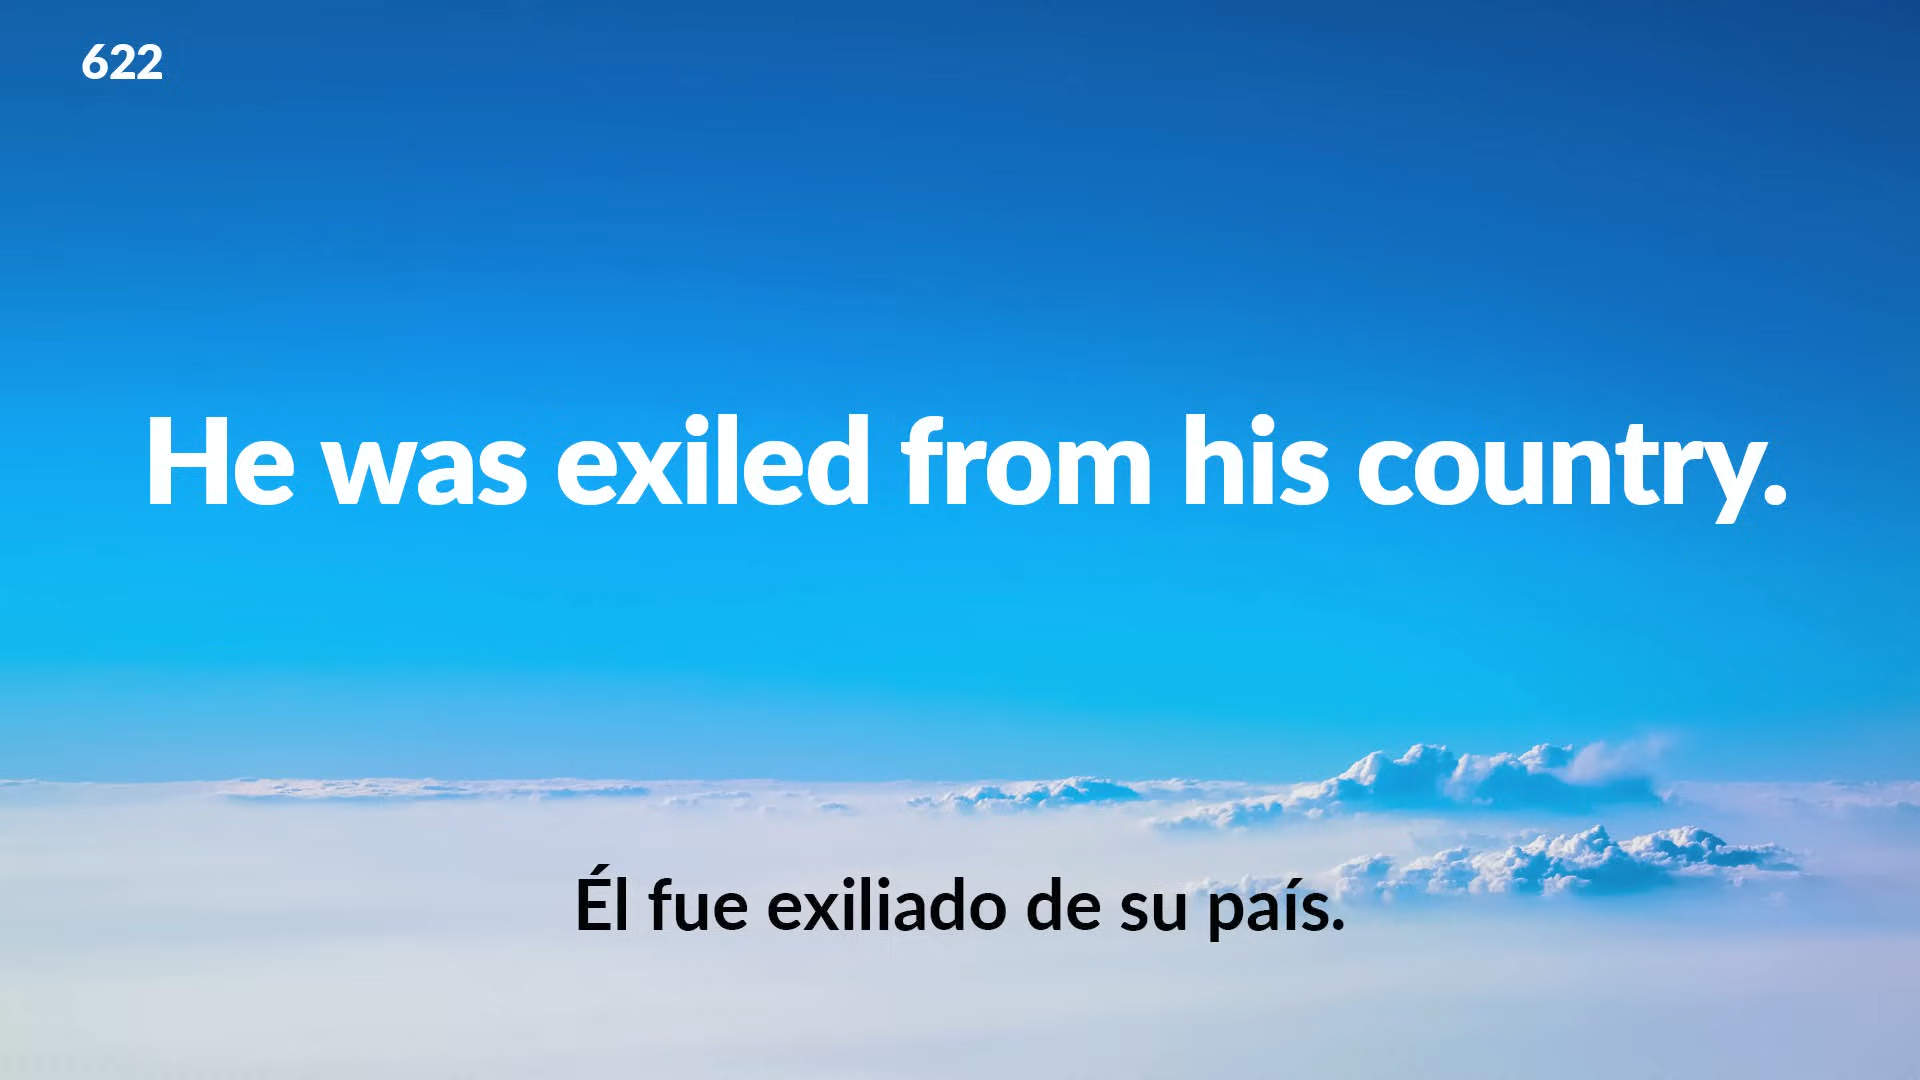 622
He was exiled from his country.
Él fue exiliado de su país.